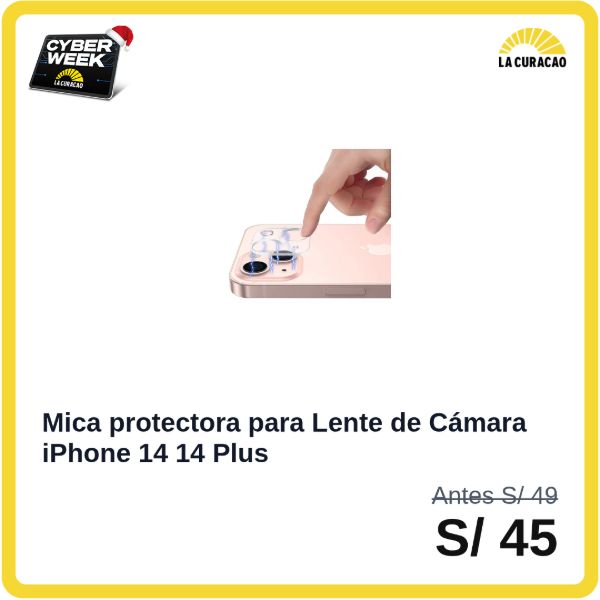 CYBER
WEEK
LA CURACAO
LA CURACAO
Mica protectora para Lente de Cámara
iPhone 14 14 Plus
Antes S/ 49
S/ 45